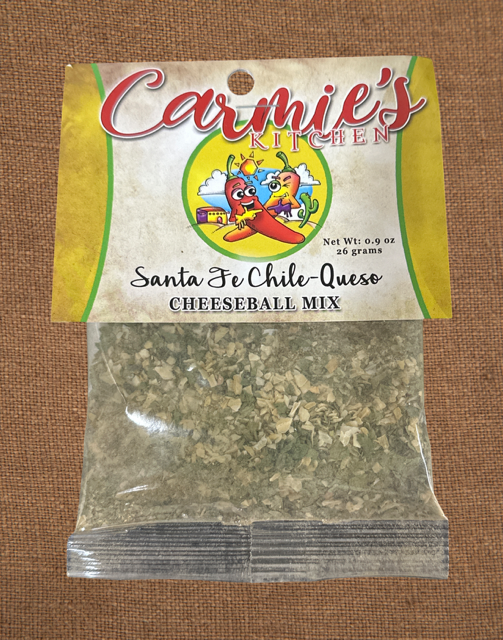 Carmie's
KITCHEN
Net Wt: 0.9 oz
26 grams
Santa Fe Chile-Queso
CHEESEBALL MIX